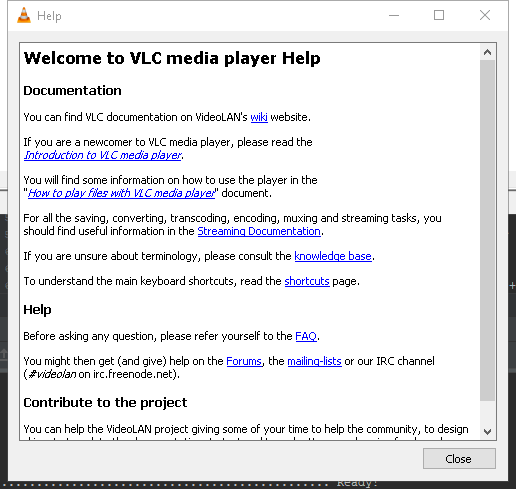 Help
Welcome to VLC media player Help
Documentation
You can find VLC documentation on VideoLAN's wiki website.
If you are a newcomer to VLC media player, please read the
Introduction to VLC media player.
You will find some information on how to use the player in the
"How to play files with VLC media player" document.
For all the saving, converting, transcoding, encoding, muxing and streaming tasks, you
should find useful information in the Streaming Documentation.
If you are unsure about terminology, please consult the knowledge base.
To understand the main keyboard shortcuts, read the shortcuts page.
Help
Before asking any question, please refer yourself to the FAQ.
You might then get (and give) help on the Forums, the mailing-lists or our IRC channel
(#videolan on irc.freenode.net).
Contribute to the project
You can help the VideoLAN project giving some of your time to help the community, to design
Close
Ready!